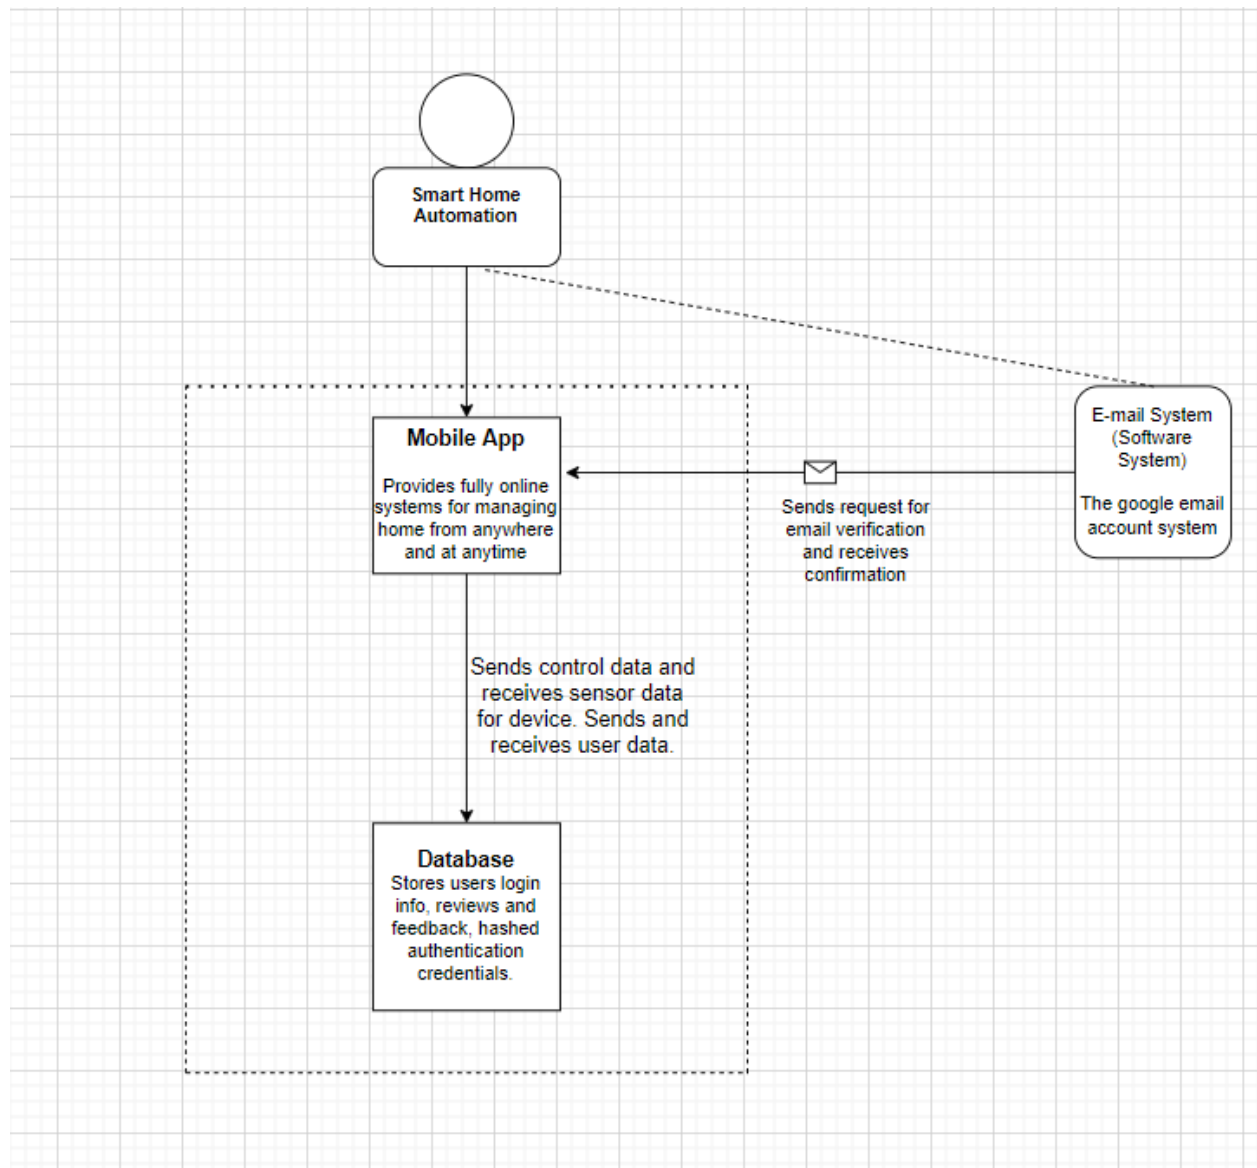 Smart Home
Automation
Mobile App
Provides fully online
systems for managing
home from anywhere
and at anytime
E-mail System
(Software
System)
The google email
account system
Sends request for
email verification
and receives
confirmation
Sends control data and
receives sensor data
for device. Sends and
receives user data.
Database
Stores users login
info, reviews and
feedback, hashed
authentication
credentials.